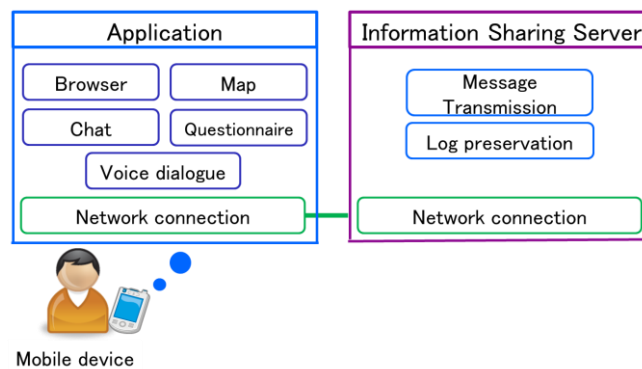 Application
Browser
Map
Chat
Questionnaire
Voice dialogue
Network connection
Information Sharing Server
Message
Transmission
Log preservation
Network connection
Mobile device